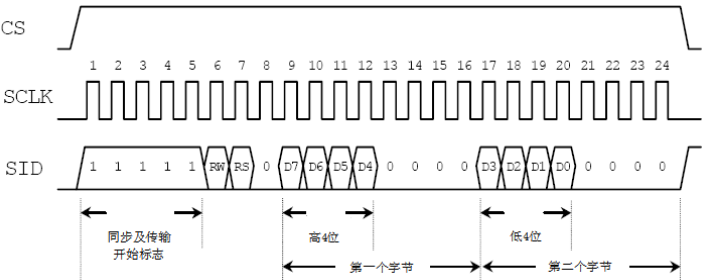 CS
1 2 3 4 5 6 7 8 9 10 11 12 13 14 15 16 17 18 19 20 21 22 23 24
SCLK
SID 1 1 1 1 1 RW RS 0 D7 D6 D5 D4 0 0 0 0 D3 D2 D1 D0 0 0 0 0
同步及传输
开始标志
高4位
低4位
第一个字节
第二个字节